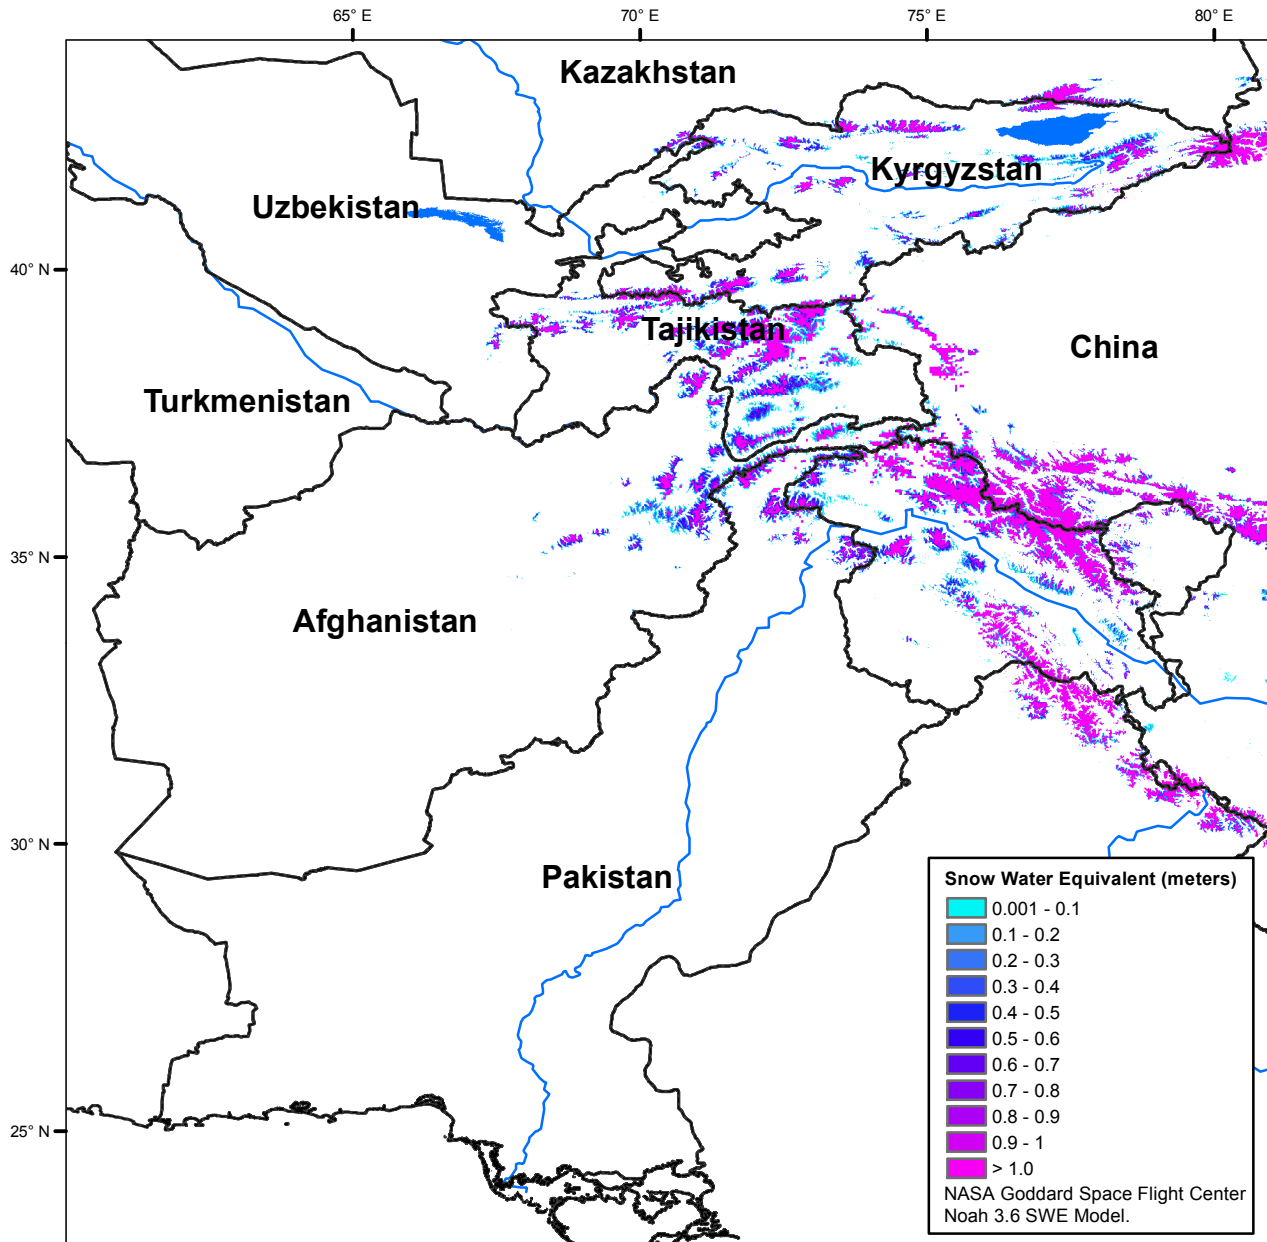 65° E
70° E
75° E
80° E
Kazakhstan
Kyrgyzstan
Uzbekistan
40° N
Tajikistan
China
Turkmenistan
35° N
Afghanistan
30° N
Pakistan
25° N
Snow Water Equivalent (meters)
0.001 - 0.1
0.1 - 0.2
0.2 - 0.3
0.3 - 0.4
0.4 - 0.5
0.5 - 0.6
0.6 - 0.7
0.7 - 0.8
0.8 - 0.9
0.9 - 1
> 1.0
NASA Goddard Space Flight Center
Noah 3.6 SWE Model.